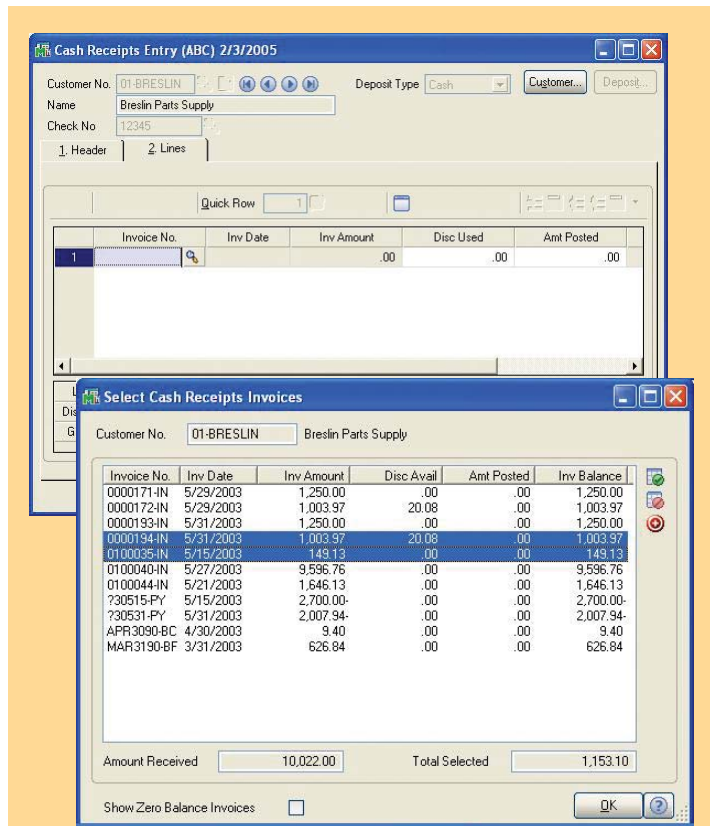 Cash Receipts Entry (ABC) 2/3/2005
Customer No. 01-BRESLIN Deposit Type Cash Customer... Deposit...
Name Breslin Parts Supply
Check No 12345
1. Header 2. Lines
Quick Row 1
Invoice No. Inv Date Inv Amount Disc Used Amt Posted
1 .00 .00 .00
Select Cash Receipts Invoices
Customer No. 01-BRESLIN Breslin Parts Supply
Invoice No. Inv Date Inv Amount Disc Avail Amt Posted Inv Balance
0000171-IN 5/29/2003 1,250.00 .00 .00 1,250.00
0000172-IN 5/29/2003 1,003.97 20.08 .00 1,003.97
0000193-IN 5/31/2003 1,250.00 .00 .00 1,250.00
0000194-IN 5/31/2003 1,003.97 20.08 .00 1,003.97
0100035-IN 5/15/2003 149.13 .00 .00 149.13
0100040-IN 5/27/2003 9,596.76 .00 .00 9,596.76
0100044-IN 5/21/2003 1,646.13 .00 .00 1,646.13
?30515-PY 5/15/2003 2,700.00- .00 .00 2,700.00-
?30531-PY 5/31/2003 2,007.94- .00 .00 2,007.94-
APR3090-BC 4/30/2003 9.40 .00 .00 9.40
MAR3190-BF 3/31/2003 626.84 .00 .00 626.84
Amount Received 10,022.00 Total Selected 1,153.10
Show Zero Balance Invoices OK